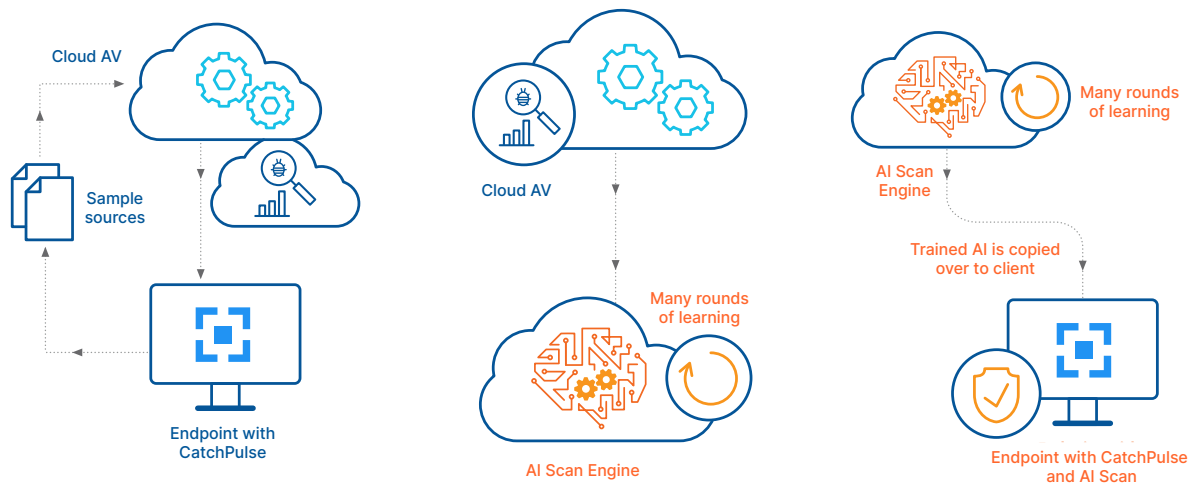 Cloud AV
Sample
sources
Endpoint with
CatchPulse
Cloud AV
Many rounds
of learning
AI Scan Engine
Many rounds
of learning
AI Scan
Engine
Trained AI is copied
over to client
Endpoint with CatchPulse
and AI Scan